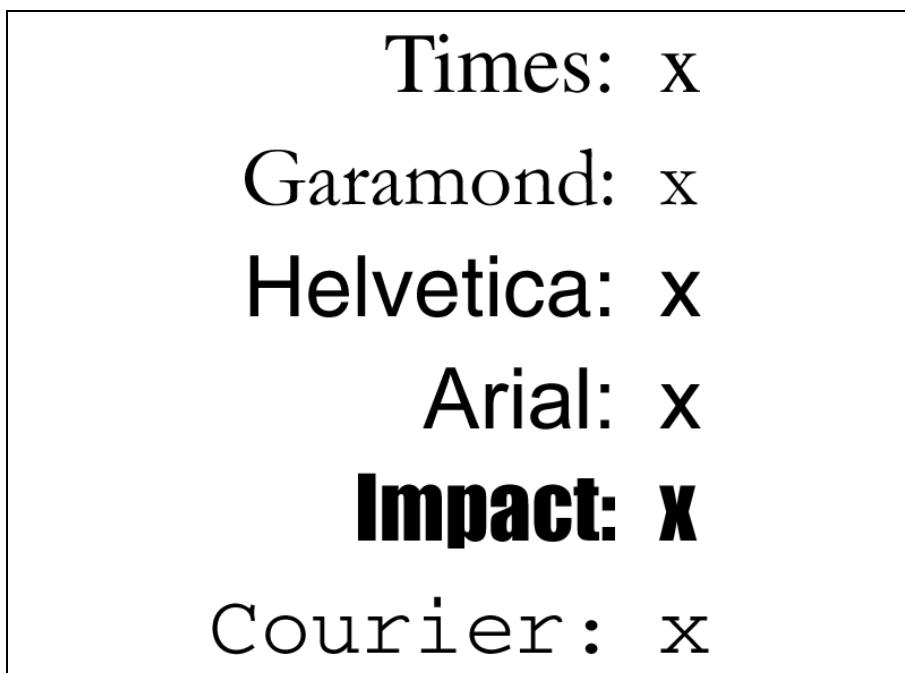 Times: x
Garamond: x
Helvetica: x
Arial: x
Impact: x
Courier: x